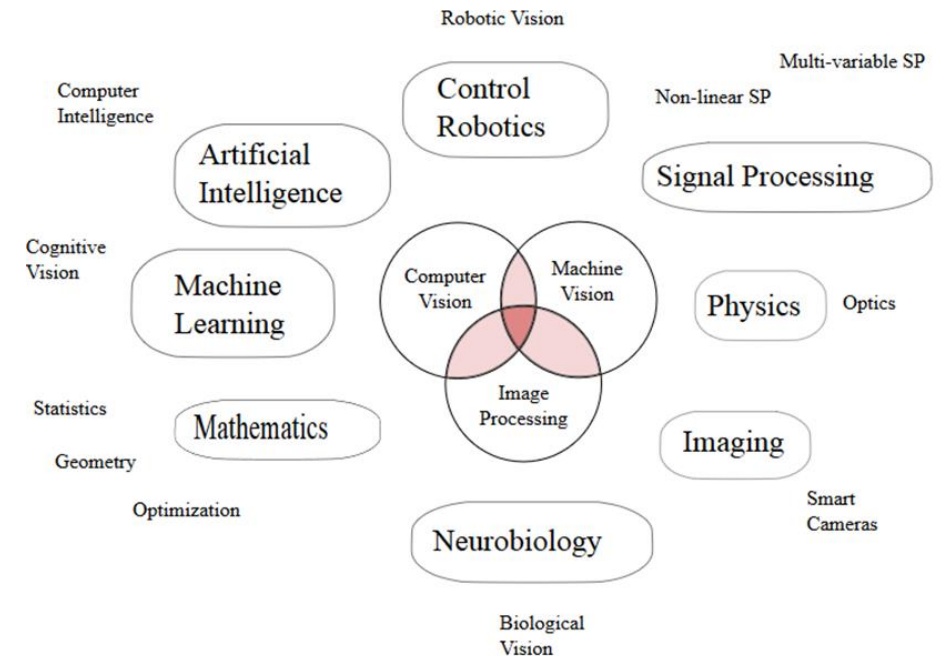 Robotic Vision
Multi-variable SP
Non-linear SP
Computer
Intelligence
Control
Robotics
Artificial
Intelligence
Signal Processing
Cognitive
Vision
Machine
Learning
Computer
Vision
Machine
Vision
Physics
Optics
Image
Processing
Statistics
Mathematics
Geometry
Imaging
Optimization
Smart
Cameras
Neurobiology
Biological
Vision